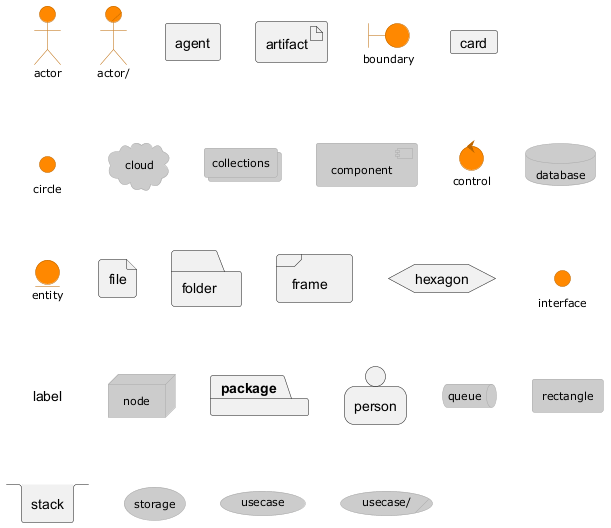 actor
actor/
agent
artifact
boundary
card
circle
cloud
collections
component
control
database
entity
file
folder
frame
hexagon
interface
label
node
package
person
queue
rectangle
stack
storage
usecase
usecase/